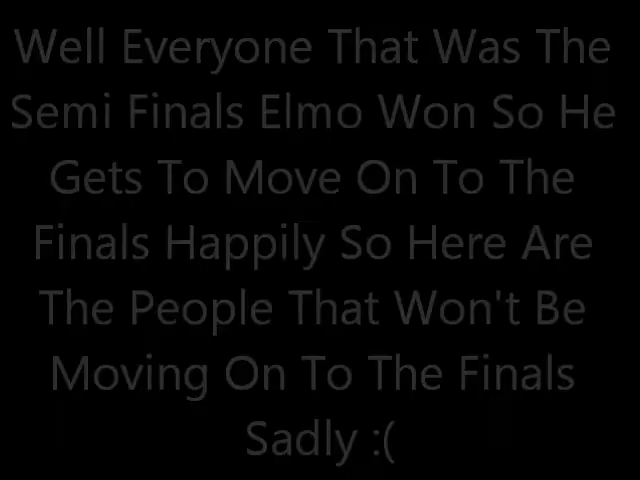 Well Everyone That Was The
Semi Finals Elmo Won So He
Gets To Move On To The
Finals Happily So Here Are
The People That Won't Be
Moving On To The Finals
Sadly :(